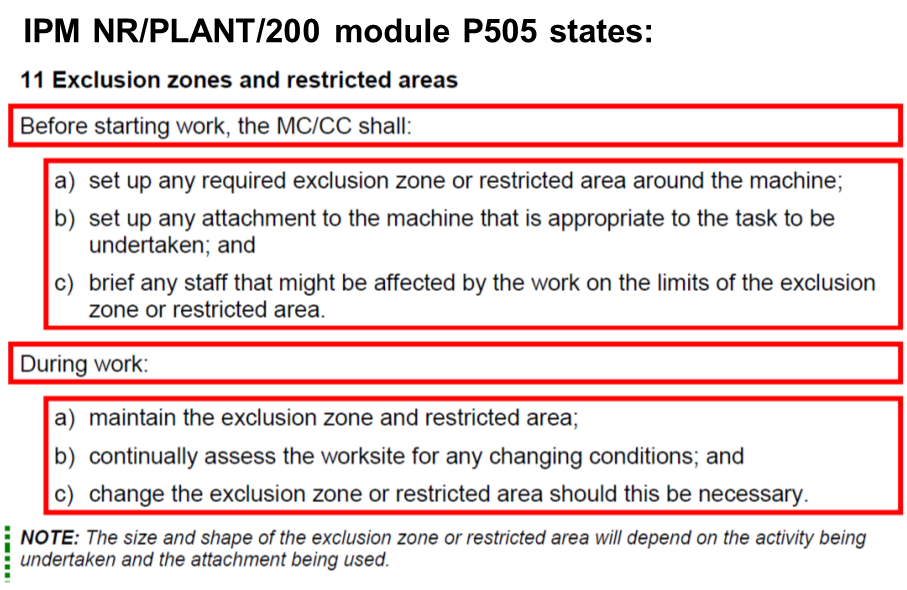 IPM NR/PLANT/200 module P505 states:
11 Exclusion zones and restricted areas
Before starting work, the MC/CC shall:
a) set up any required exclusion zone or restricted area around the machine;
b) set up any attachment to the machine that is appropriate to the task to be
undertaken; and
c) brief any staff that might be affected by the work on the limits of the exclusion
zone or restricted area.
During work:
a) maintain the exclusion zone and restricted area;
b) continually assess the worksite for any changing conditions; and
c) change the exclusion zone or restricted area should this be necessary.
NOTE: The size and shape of the exclusion zone or restricted area will depend on the activity being
undertaken and the attachment being used.